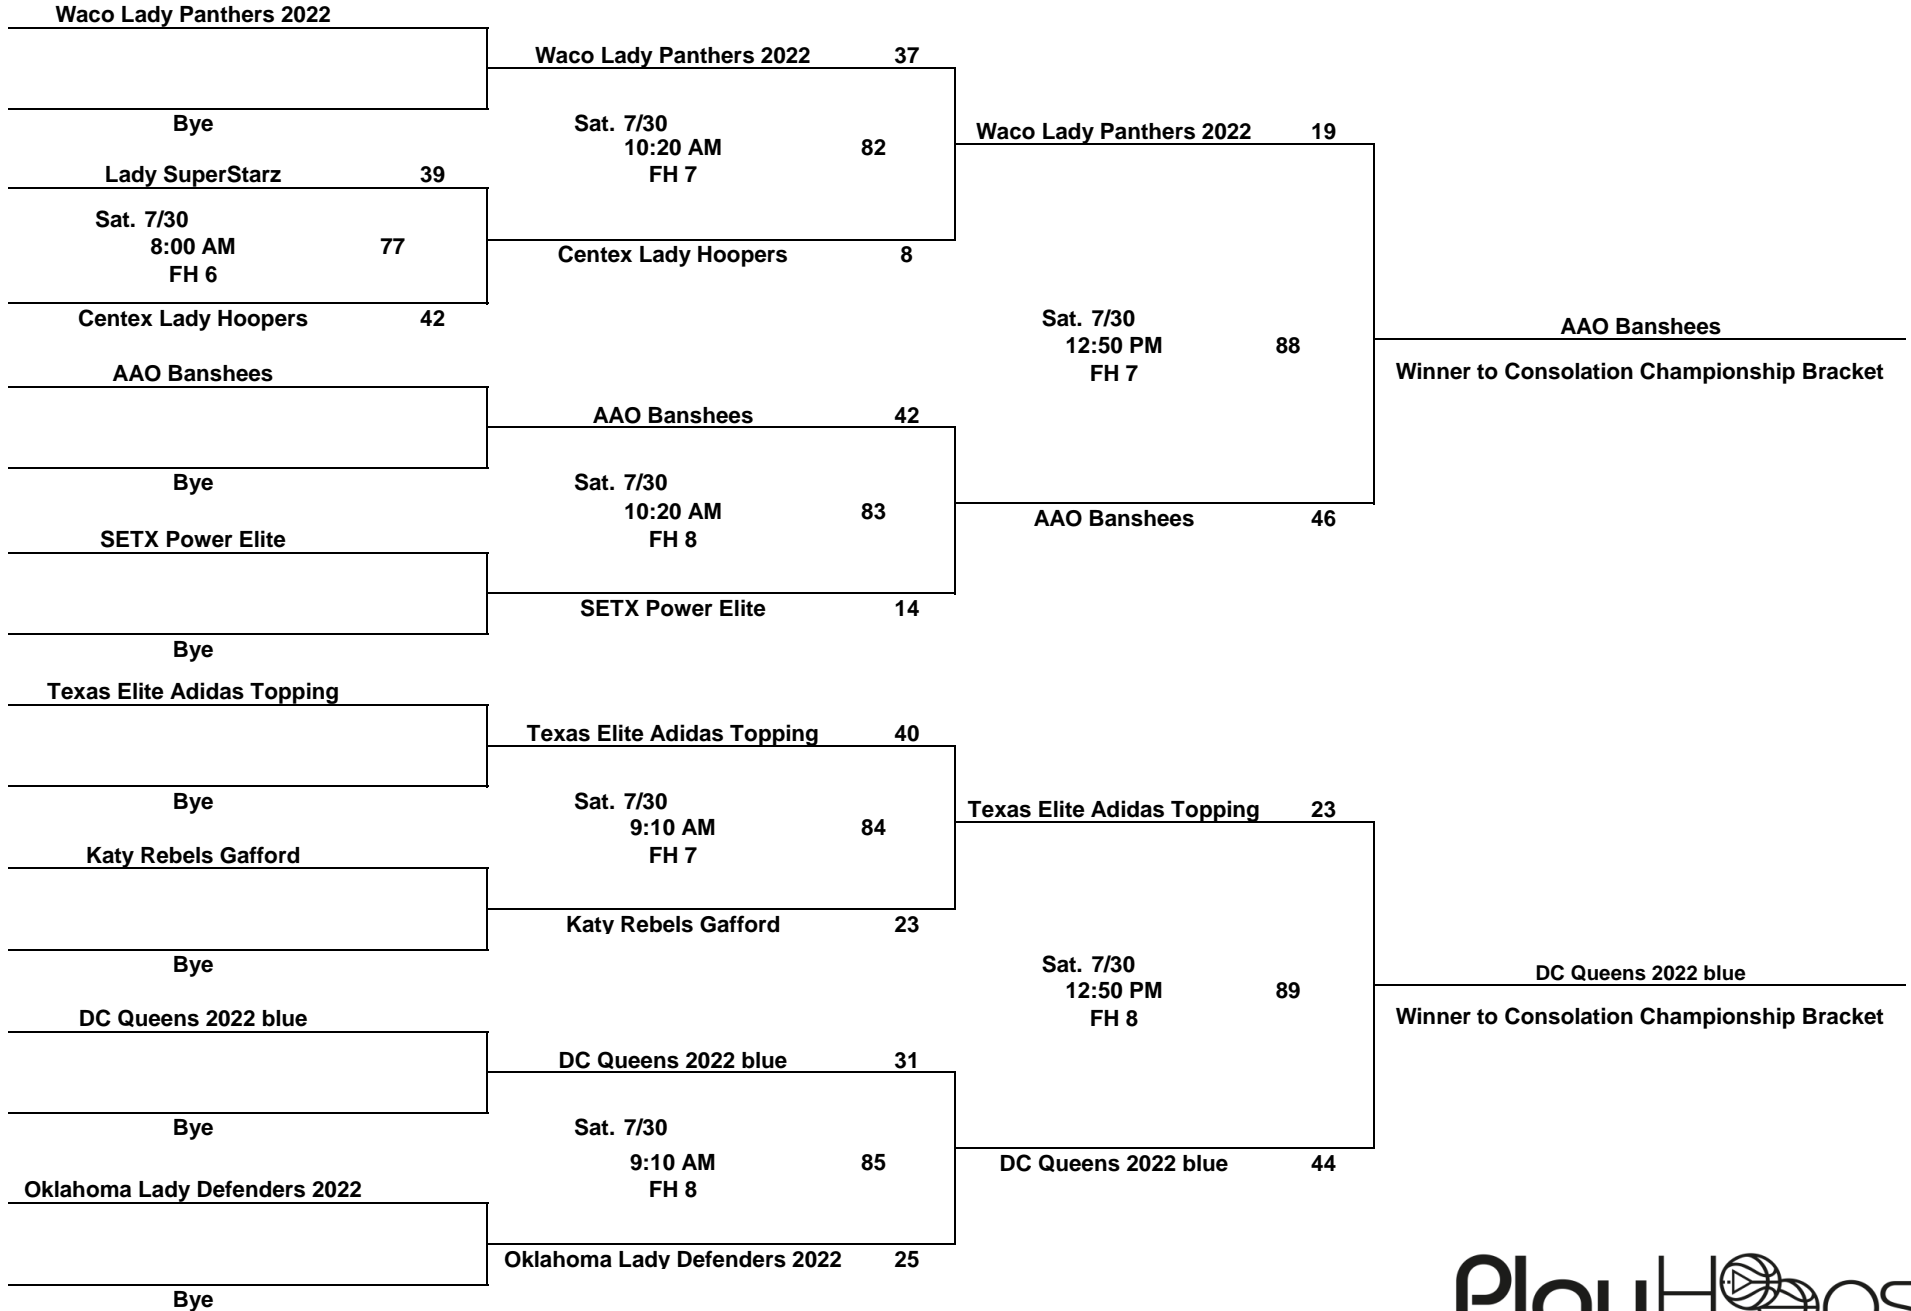 Waco Lady Panthers 2022
Bye
Lady SuperStarz 39
Sat. 7/30
8:00 AM 77
FH 6
Centex Lady Hoopers 42
AAO Banshees
Bye
SETX Power Elite
Bye
Texas Elite Adidas Topping
Bye
Katy Rebels Gafford
Bye
DC Queens 2022 blue
Bye
Oklahoma Lady Defenders 2022
Bye
Waco Lady Panthers 2022 37
Sat. 7/30
10:20 AM 82
FH 7
Centex Lady Hoopers 8
AAO Banshees 42
Sat. 7/30
10:20 AM 83
FH 8
SETX Power Elite 14
Texas Elite Adidas Topping 40
Sat. 7/30
9:10 AM 84
FH 7
Katy Rebels Gafford 23
DC Queens 2022 blue 31
Sat. 7/30
9:10 AM 85
FH 8
Oklahoma Lady Defenders 2022 25
Waco Lady Panthers 2022 19
Sat. 7/30
12:50 PM 88
FH 7
AAO Banshees 46
Texas Elite Adidas Topping 23
Sat. 7/30
12:50 PM 89
FH 8
DC Queens 2022 blue 44
AAO Banshees
Winner to Consolation Championship Bracket
DC Queens 2022 blue
Winner to Consolation Championship Bracket
PlayHoops